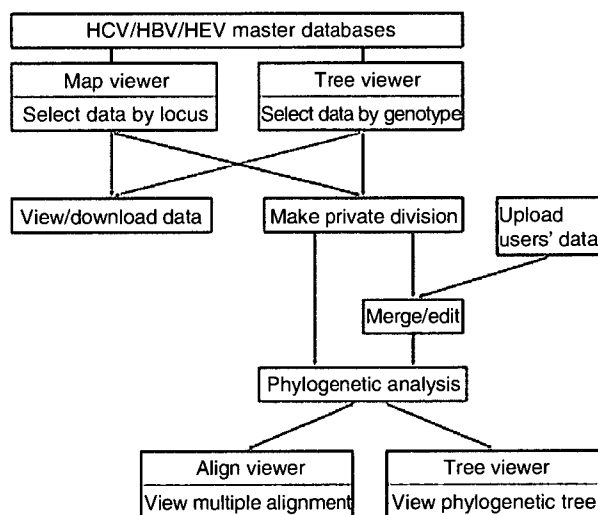 HCV/HBV/HEV master databases
Map viewer
Select data by locus
Tree viewer
Select data by genotype
View/download data
Make private division
Upload
users' data
Merge/edit
Phylogenetic analysis
Align viewer
View multiple alignment
Tree viewer
View phylogenetic tree